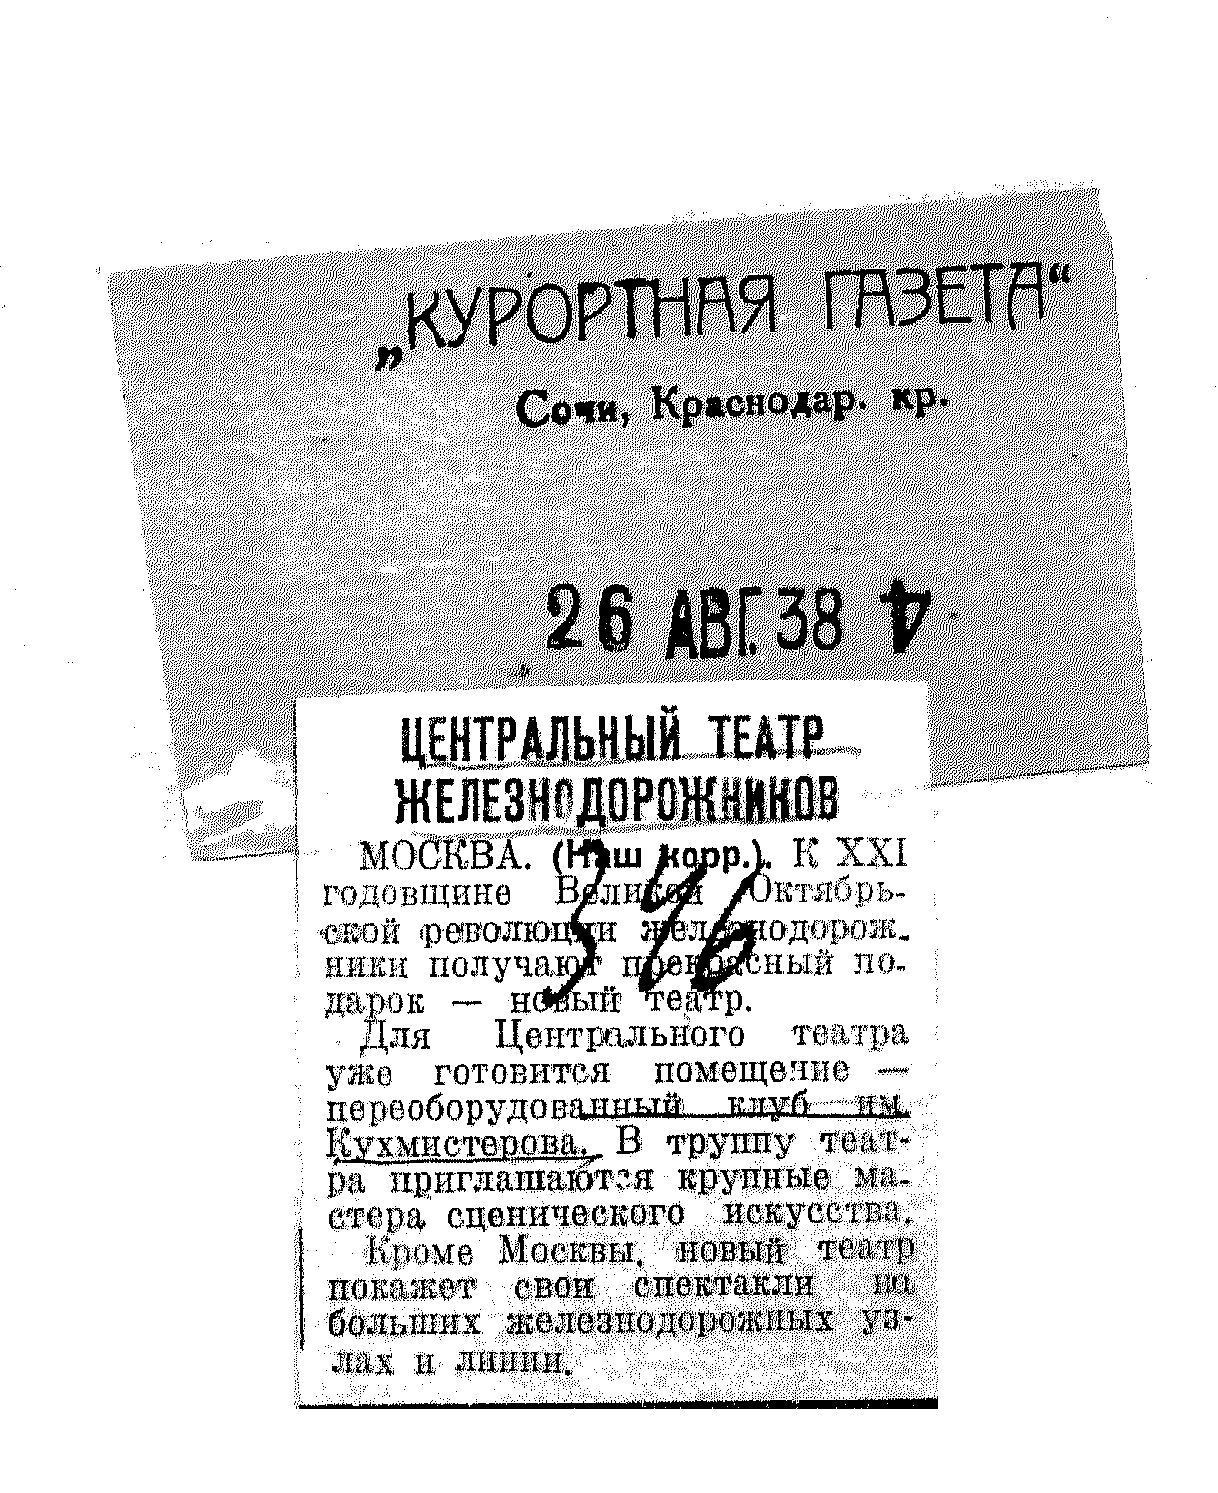 „КУРОРТНАЯ ГАЗЕТА“
Сочи, Краснодар. кр.
26 АВГ. 38 4
ЦЕНТРАЛЬНЫЙ ТЕАТР
ЖЕЛЕЗНОДОРОЖНИКОВ
МОСКВА. (Наш корр.). К XXI
годовщине Великой Октябрь-
ской революции железнодорож-
ники получают прекрасный по-
дарок — новый театр.
Для Центрального театра
уже готовится помещение —
переоборудованный клуб им.
Кухмистерова. В труппу теат-
ра приглашаются крупные ма-
стера сценического искусства.
Кроме Москвы, новый театр
покажет свои спектакли на
больших железнодорожных уз-
лах и линии.